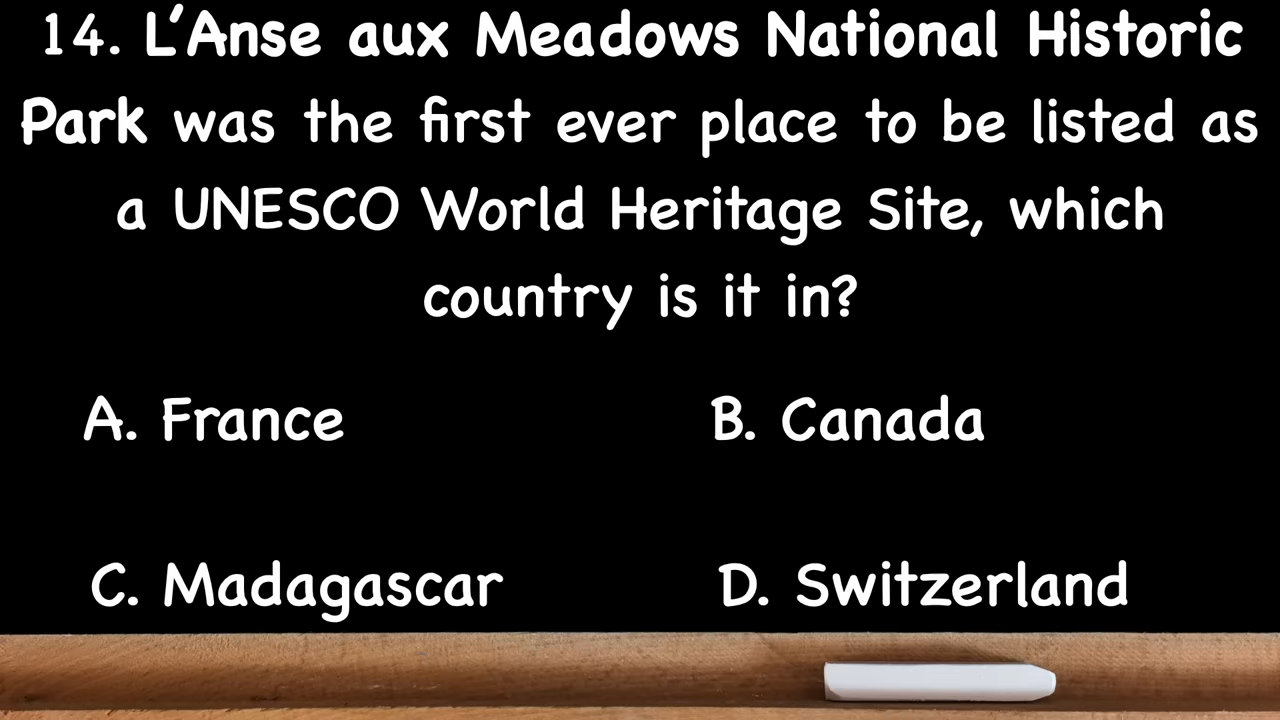 14. L’Anse aux Meadows National Historic
Park was the first ever place to be listed as
a UNESCO World Heritage Site, which
country is it in?
A. France
B. Canada
C. Madagascar
D. Switzerland